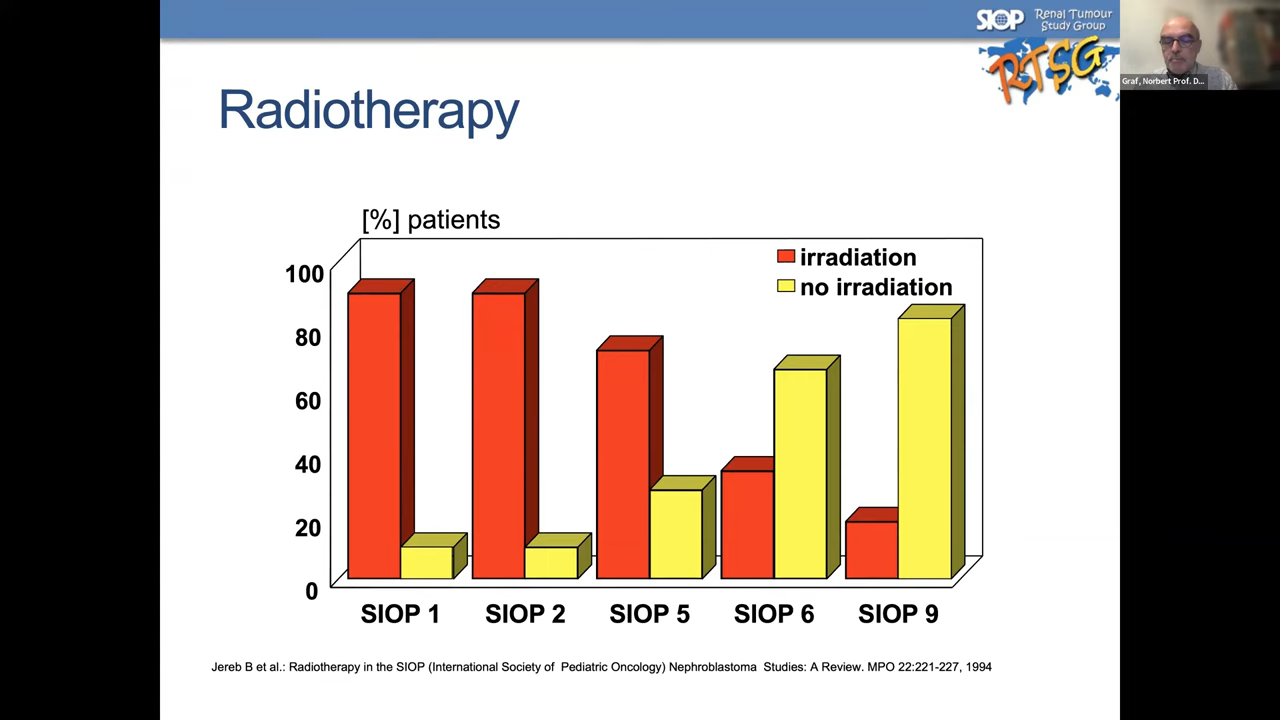 SIOP
Renal Tumour
Study Group
RTSG
Graf, Norbert Prof. D...
Radiotherapy
[%] patients
irradiation
no irradiation
100
80
60
40
20
0
SIOP 1
SIOP 2
SIOP 5
SIOP 6
SIOP 9
Jereb B et al.: Radiotherapy in the SIOP (International Society of Pediatric Oncology) Nephroblastoma Studies: A Review. MPO 22:221-227, 1994